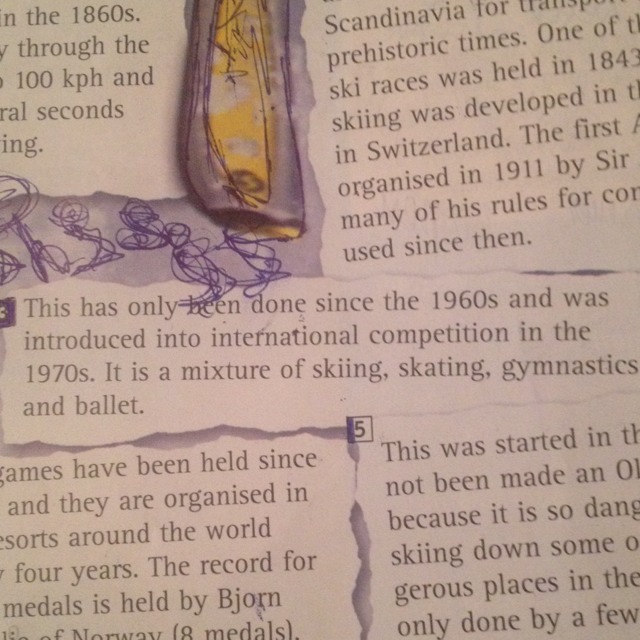 in the 1860s.
through the
100 kph and
seconds
Scandinavia for
prehistoric times. One of
ski races was held in 1843
skiing was developed in
in Switzerland. The first
organised in 1911 by Sir
many of his rules for
used since then.
This has only been done since the 1960s and was
introduced into international competition in the
1970s. It is a mixture of skiing, skating, gymnastics
and ballet.
games have been held since
and they are organised in
around the world
four years. The record for
medals is held by Bjorn
of Norway (8 medals).
5
This was started in
not been made an
because it is so
skiing down some
places in the
only done by a few